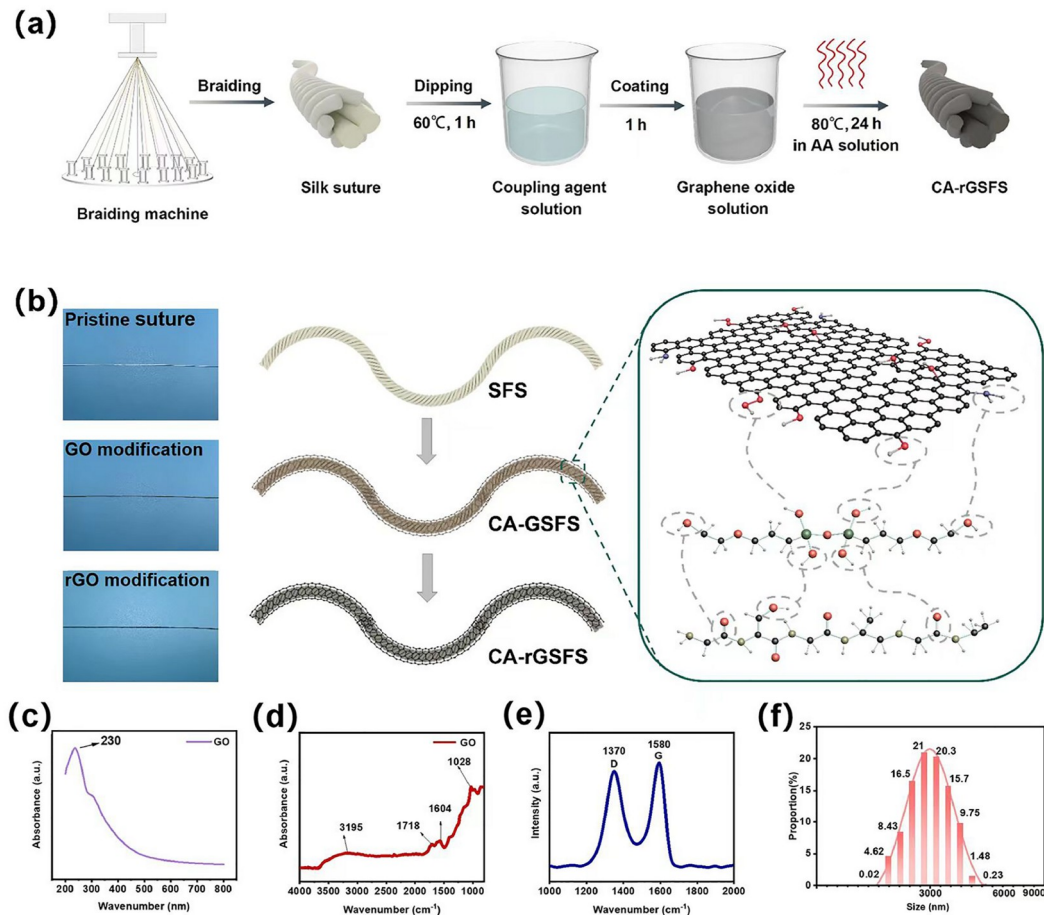 (a)
Braiding machine
Braiding
Silk suture
Dipping
60℃, 1 h
Coupling agent
solution
Coating
1 h
Graphene oxide
solution
80℃, 24 h
in AA solution
CA-rGSFS
(b)
Pristine suture
GO modification
rGO modification
SFS
CA-GSFS
CA-rGSFS
(c)
230
GO
Absorbance (a.u.)
200 300 400 500 600 700 800
Wavenumber (nm)
(d)
GO
1028
1604
1718
3195
Absorbance (a.u.)
4000 3500 3000 2500 2000 1500 1000
Wavenumber (cm⁻¹)
(e)
1370
D
1580
G
Intensity (a.u.)
1000 1200 1400 1600 1800 2000
Wavenumber (cm⁻¹)
(f)
Proportion(%)
25
20
15
10
5
0
0.02
4.62
8.43
16.5
21
20.3
15.7
9.75
1.48
0.23
3000 6000 9000
Size (nm)